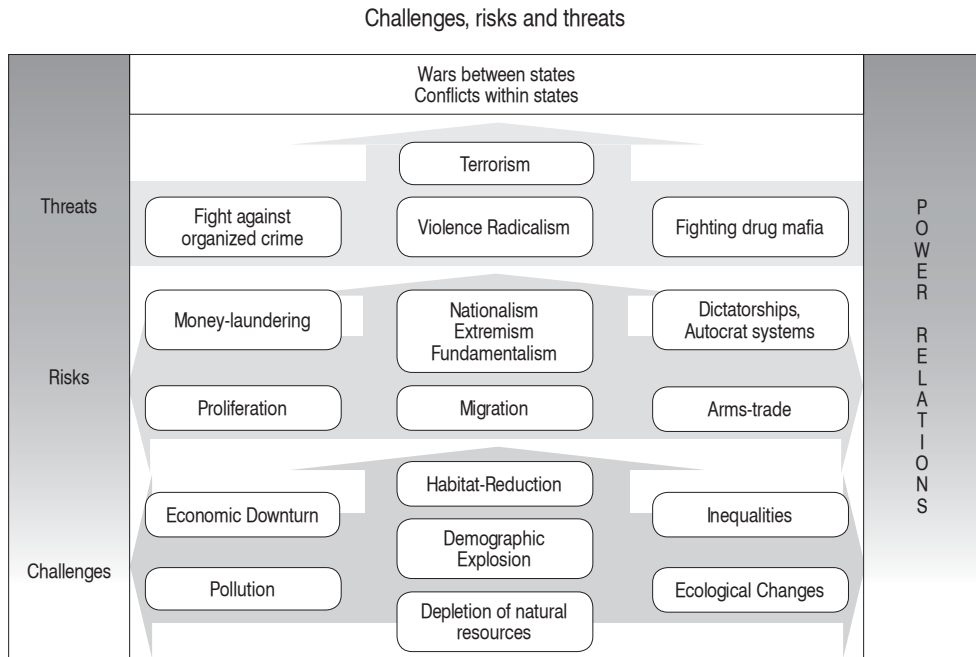 Challenges, risks and threats
Wars between states
Conflicts within states
Terrorism
Threats
Fight against
organized crime
Violence Radicalism
Fighting drug mafia
Money-laundering
Nationalism
Extremism
Fundamentalism
Dictatorships,
Autocrat systems
Risks
Proliferation
Migration
Arms-trade
Habitat-Reduction
Economic Downturn
Inequalities
Demographic
Explosion
Challenges
Pollution
Ecological Changes
Depletion of natural
resources
POWER RELATIONS